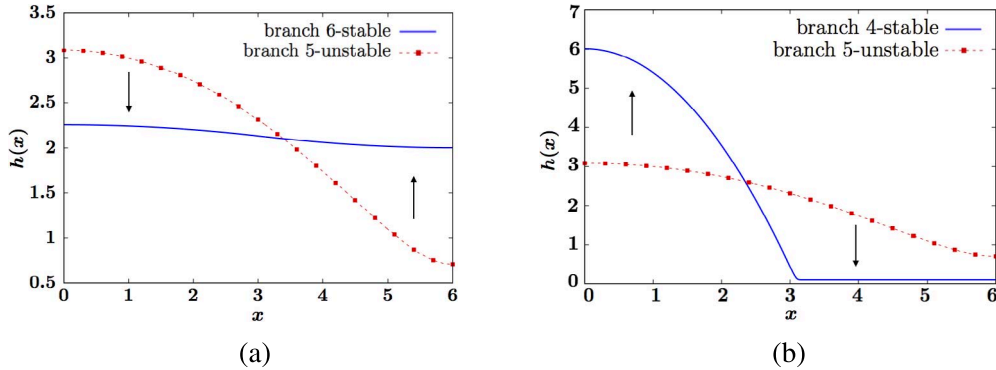 branch 6-stable
branch 5-unstable
3.5
3
2.5
2
1.5
1
0.5
h(x)
0 1 2 3 4 5 6
x
(a)
branch 4-stable
branch 5-unstable
7
6
5
4
3
2
1
0
h(x)
0 1 2 3 4 5 6
x
(b)